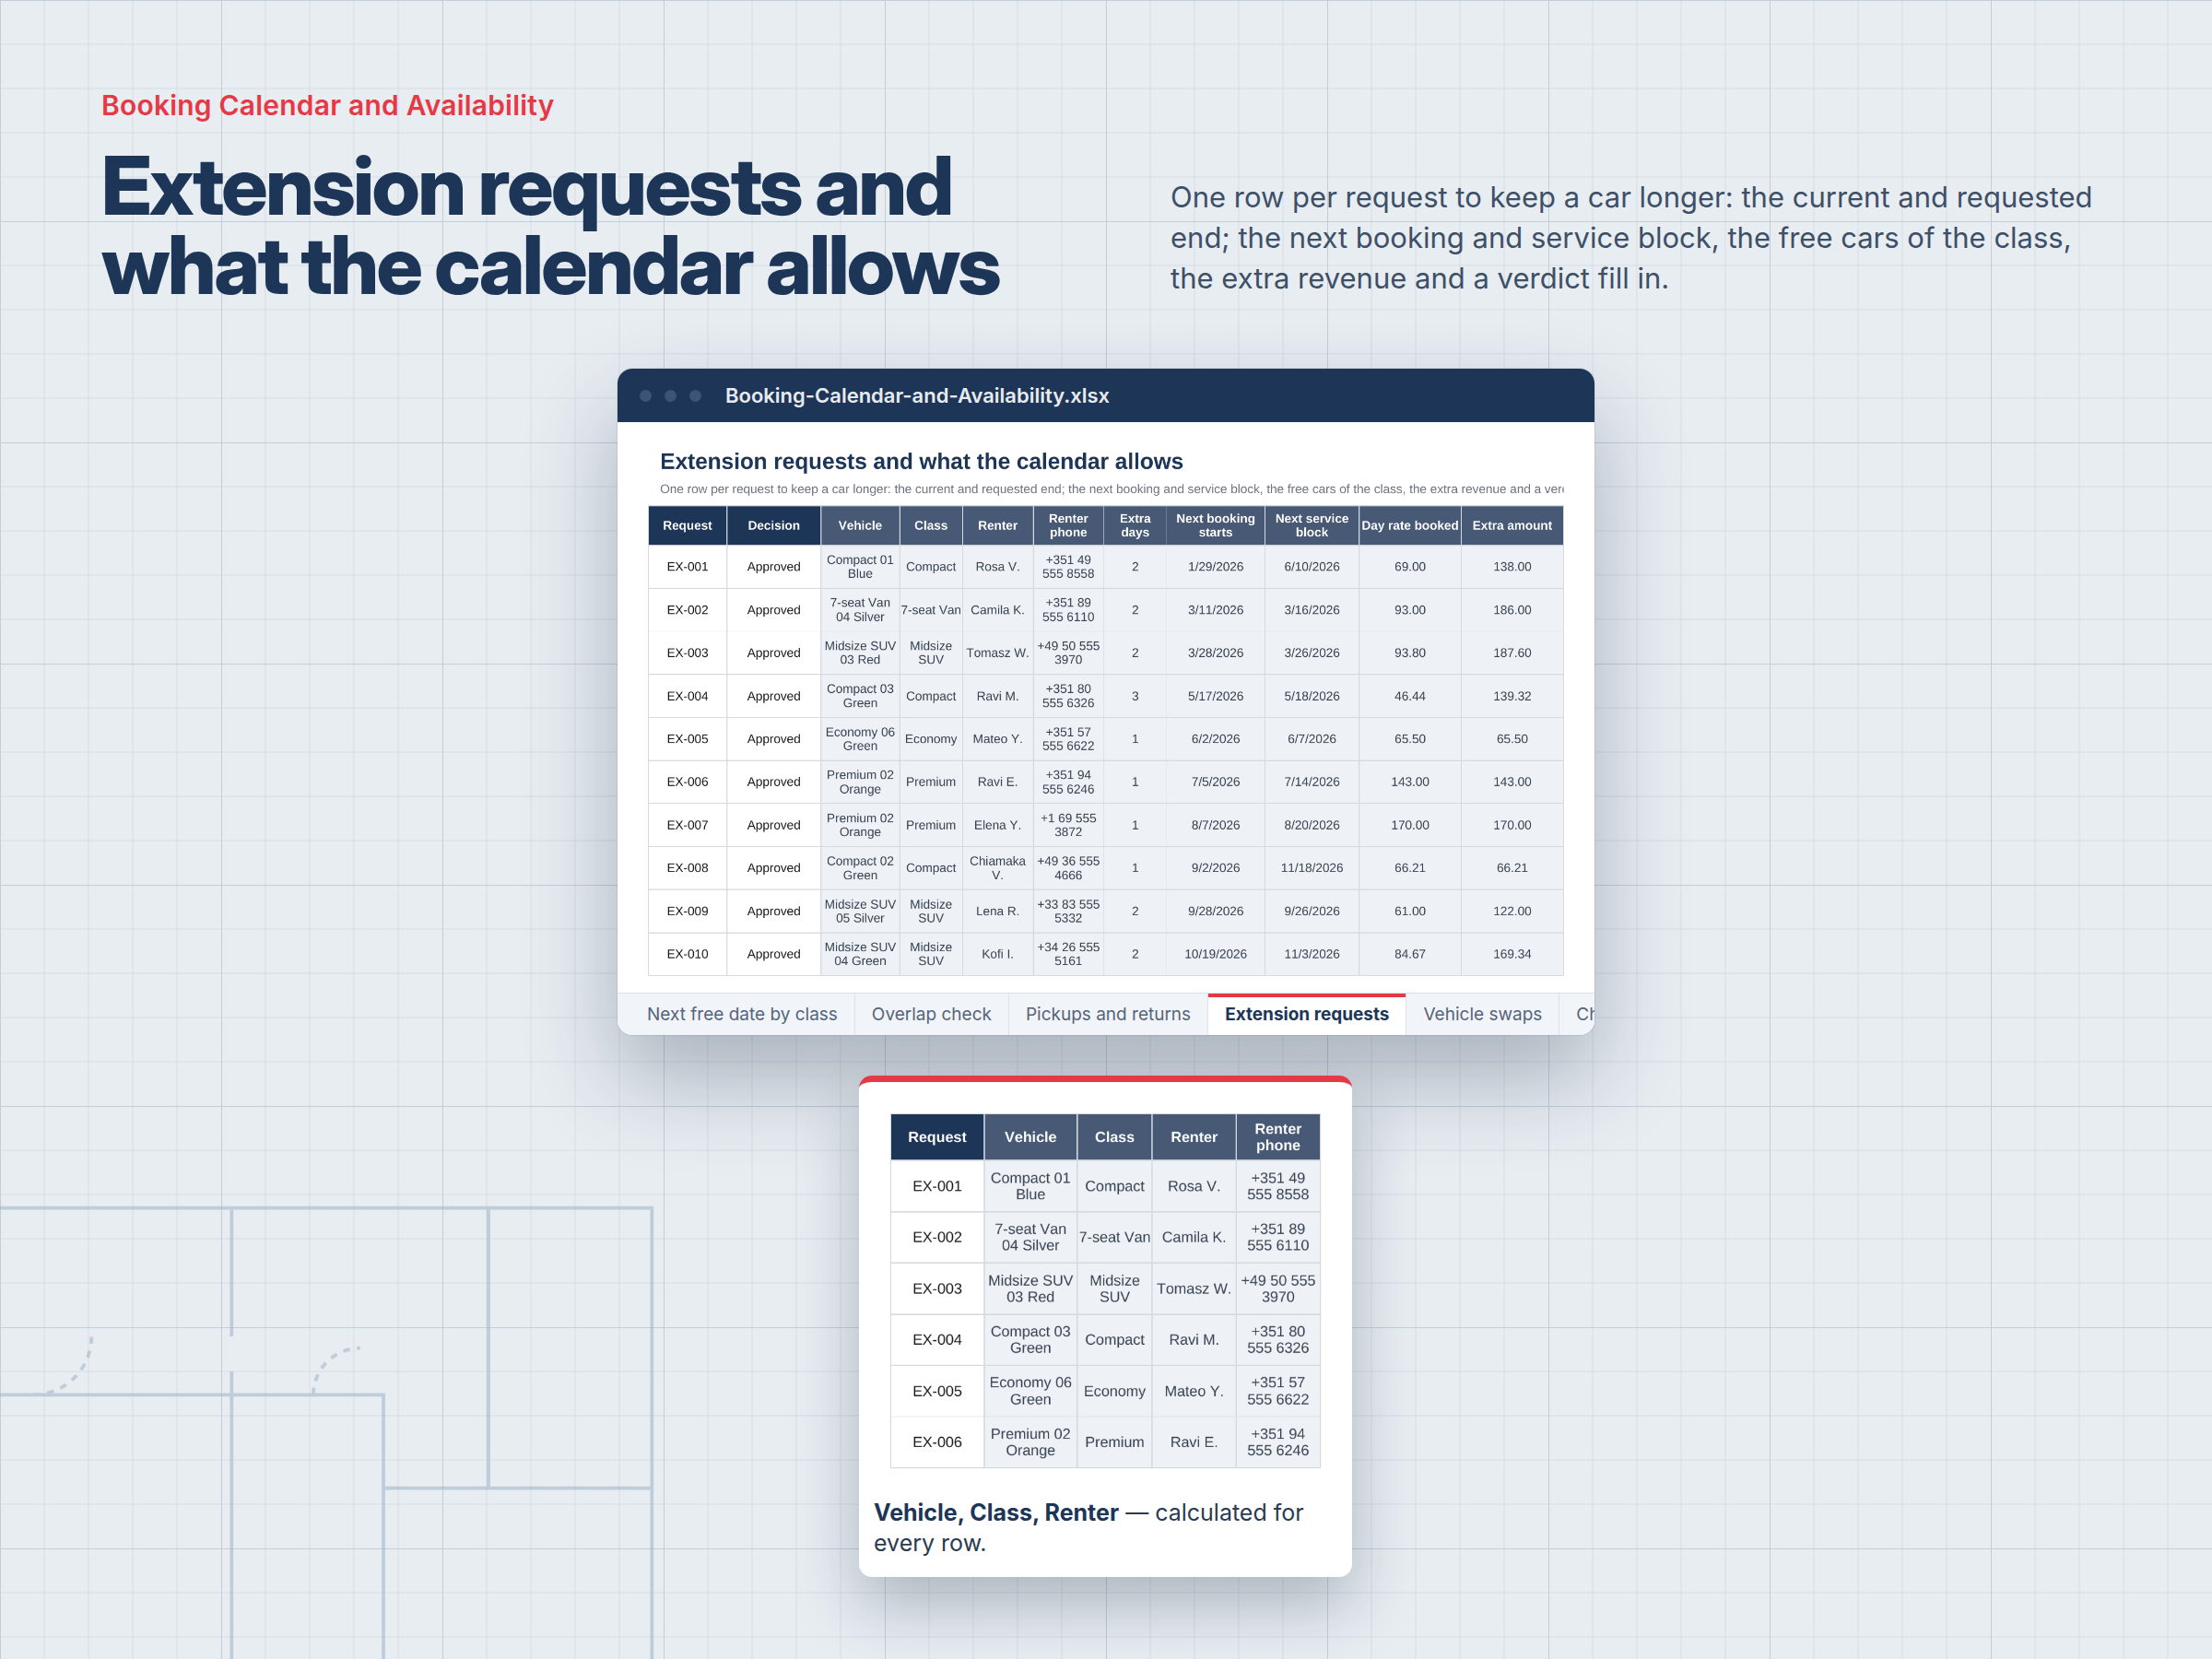 Booking Calendar and Availability
Extension requests and
what the calendar allows
One row per request to keep a car longer: the current and requested
end; the next booking and service block, the free cars of the class,
the extra revenue and a verdict fill in.
Booking-Calendar-and-Availability.xlsx
Extension requests and what the calendar allows
One row per request to keep a car longer: the current and requested end; the next booking and service block, the free cars of the class, the extra revenue and a ver
Request Decision Vehicle Class Renter Renter phone Extra days Next booking starts Next service block Day rate booked Extra amount
EX-001 Approved Compact 01 Blue Compact Rosa V. +351 49 555 8558 2 1/29/2026 6/10/2026 69.00 138.00
EX-002 Approved 7-seat Van 04 Silver 7-seat Van Camila K. +351 89 555 6110 2 3/11/2026 3/16/2026 93.00 186.00
EX-003 Approved Midsize SUV 03 Red Midsize SUV Tomasz W. +49 50 555 3970 2 3/28/2026 3/26/2026 93.80 187.60
EX-004 Approved Compact 03 Green Compact Ravi M. +351 80 555 6326 3 5/17/2026 5/18/2026 46.44 139.32
EX-005 Approved Economy 06 Green Economy Mateo Y. +351 57 555 6622 1 6/2/2026 6/7/2026 65.50 65.50
EX-006 Approved Premium 02 Orange Premium Ravi E. +351 94 555 6246 1 7/5/2026 7/14/2026 143.00 143.00
EX-007 Approved Premium 02 Orange Premium Elena Y. +1 69 555 3872 1 8/7/2026 8/20/2026 170.00 170.00
EX-008 Approved Compact 02 Green Compact Chiamaka V. +49 36 555 4666 1 9/2/2026 11/18/2026 66.21 66.21
EX-009 Approved Midsize SUV 05 Silver Midsize SUV Lena R. +33 83 555 5332 2 9/28/2026 9/26/2026 61.00 122.00
EX-010 Approved Midsize SUV 04 Green Midsize SUV Kofi I. +34 26 555 5161 2 10/19/2026 11/3/2026 84.67 169.34
Next free date by class Overlap check Pickups and returns Extension requests Vehicle swaps Ch
Request Vehicle Class Renter Renter phone
EX-001 Compact 01 Blue Compact Rosa V. +351 49 555 8558
EX-002 7-seat Van 04 Silver 7-seat Van Camila K. +351 89 555 6110
EX-003 Midsize SUV 03 Red Midsize SUV Tomasz W. +49 50 555 3970
EX-004 Compact 03 Green Compact Ravi M. +351 80 555 6326
EX-005 Economy 06 Green Economy Mateo Y. +351 57 555 6622
EX-006 Premium 02 Orange Premium Ravi E. +351 94 555 6246
Vehicle, Class, Renter — calculated for
every row.